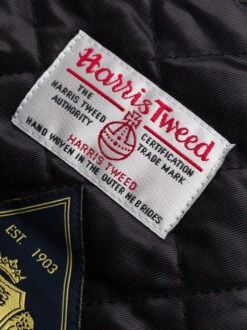 Harris Tweed
THE HARRIS TWEED AUTHORITY
CERTIFICATION TRADE MARK
HARRIS TWEED
HAND WOVEN IN THE OUTER HEBRIDES
EST. 1903